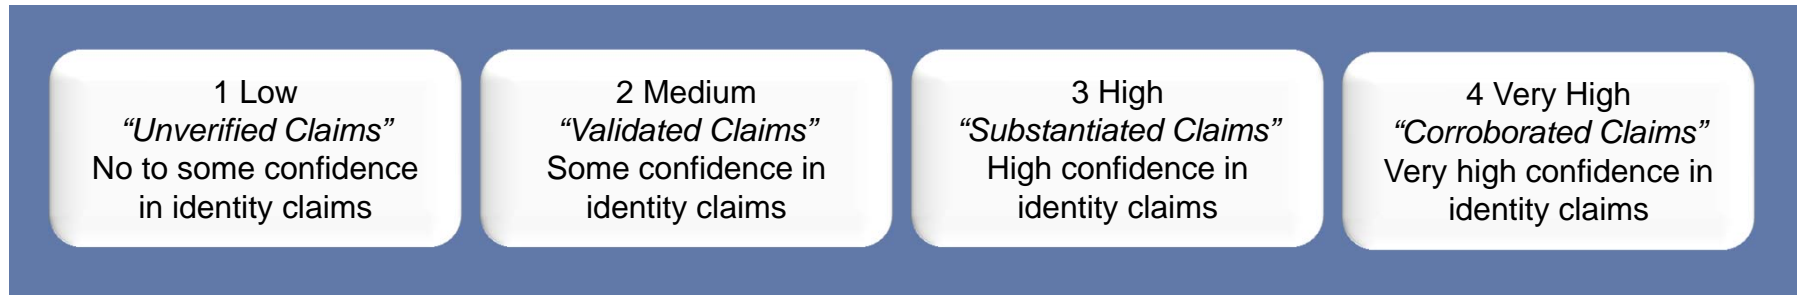 1 Low
“Unverified Claims”
No to some confidence
in identity claims
2 Medium
“Validated Claims”
Some confidence in
identity claims
3 High
“Substantiated Claims”
High confidence in
identity claims
4 Very High
“Corroborated Claims”
Very high confidence in
identity claims